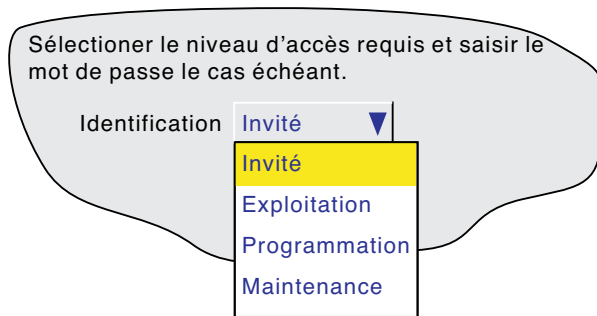 Sélectioner le niveau d'accès requis et saisir le
mot de passe le cas échéant.
Identification Invité
Invité
Exploitation
Programmation
Maintenance